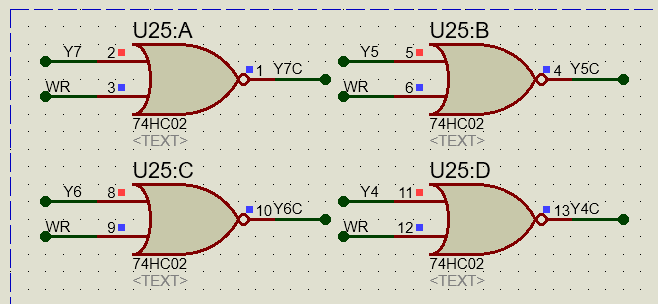 U25:A
Y7 2 1 Y7C
WR 3
74HC02
<TEXT>
U25:B
Y5 5 4 Y5C
WR 6
74HC02
<TEXT>
U25:C
Y6 8 10 Y6C
WR 9
74HC02
<TEXT>
U25:D
Y4 11 13 Y4C
WR 12
74HC02
<TEXT>